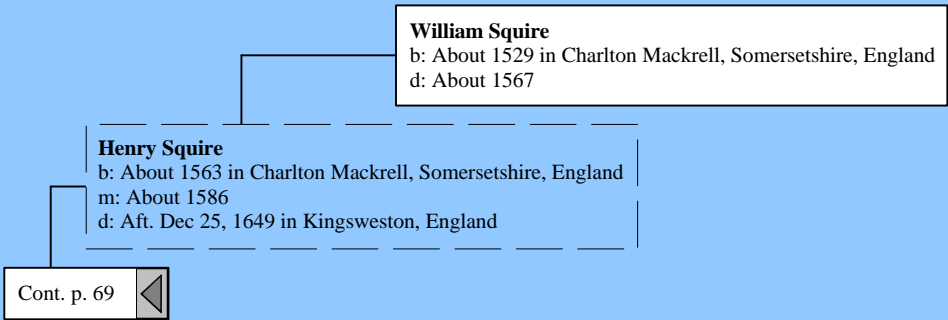 William Squire
b: About 1529 in Charlton Mackrell, Somersetshire, England
d: About 1567
Henry Squire
b: About 1563 in Charlton Mackrell, Somersetshire, England
m: About 1586
d: Aft. Dec 25, 1649 in Kingsweston, England
Cont. p. 69